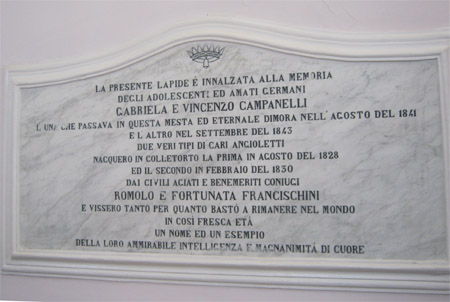 LA PRESENTE LAPIDE È INNALZATA ALLA MEMORIA
DEGLI ADOLESCENTI ED AMATI GERMANI
GABRIELA E VINCENZO CAMPANELLI
L'UNA CHE PASSAVA IN QUESTA MESTA ED ETERNALE DIMORA NELL'AGOSTO DEL 1841
E L'ALTRO NEL SETTEMBRE DEL 1843
DUE VERI TIPI DI CARI ANGIOLETTI
NACQUERO IN COLLETORTO LA PRIMA IN AGOSTO DEL 1828
ED IL SECONDO IN FEBBRAIO DEL 1830
DAI CIVILI AGIATI E BENEMERITI CONIUGI
ROMOLO E FORTUNATA FRANCISCHINI
E VISSERO TANTO PER QUANTO BASTÒ A RIMANERE NEL MONDO
IN COSÌ FRESCA ETÀ
UN NOME ED UN ESEMPIO
DELLA LORO AMMIRABILE INTELLICENZA E MAGNANIMITÀ DI CUORE